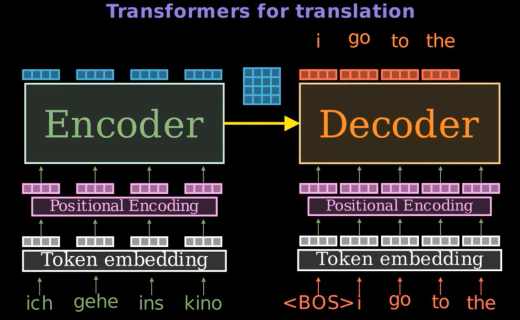 Transformers for translation
i go to the
Encoder
Decoder
Positional Encoding
Positional Encoding
Token embedding
Token embedding
ich gehe ins kino
<BOS> i go to the